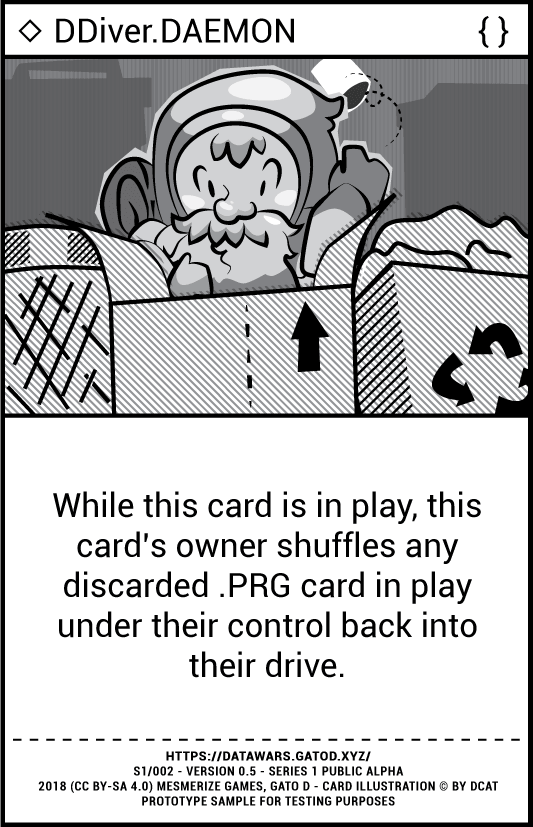 DDiver.DAEMON { }
While this card is in play, this
card's owner shuffles any
discarded .PRG card in play
under their control back into
their drive.
HTTPS://DATAWARS.GATOD.XYZ/
S1/002 - VERSION 0.5 - SERIES 1 PUBLIC ALPHA
2018 (CC BY-SA 4.0) MESMERIZE GAMES, GATO D - CARD ILLUSTRATION © BY DCAT
PROTOTYPE SAMPLE FOR TESTING PURPOSES